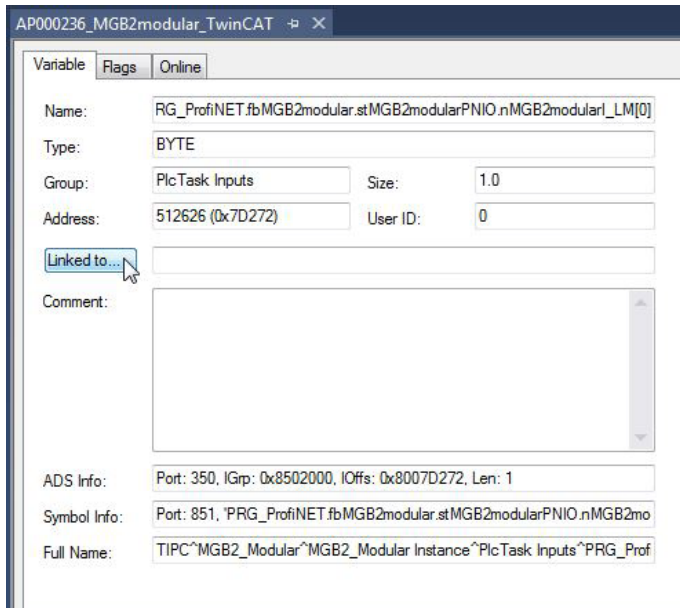 AP000236_MGB2modular_TwinCAT
Variable Flags Online
Name: RG_ProfiNET.fbMGB2modular.stMGB2modularPNIO.nMGB2modularI_LM[0]
Type: BYTE
Group: PlcTask Inputs Size: 1.0
Address: 512626 (0x7D272) User ID: 0
Linked to...
Comment:
ADS Info: Port: 350, IGrp: 0x8502000, IOffs: 0x8007D272, Len: 1
Symbol Info: Port: 851, 'PRG_ProfiNET.fbMGB2modular.stMGB2modularPNIO.nMGB2mo
Full Name: TIPC^MGB2_Modular^MGB2_Modular Instance^PlcTask Inputs^PRG_Prof